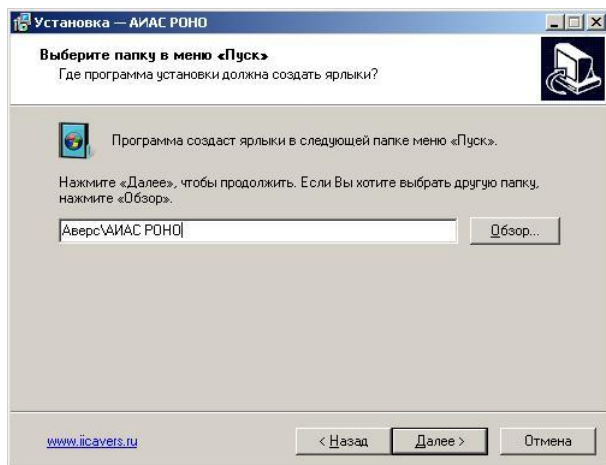 Установка — АИАС РОНО
Выберите папку в меню «Пуск»
Где программа установки должна создать ярлыки?
Программа создаст ярлыки в следующей папке меню «Пуск».
Нажмите «Далее», чтобы продолжить. Если Вы хотите выбрать другую папку,
нажмите «Обзор».
Аверс\АИАС РОНО
Обзор...
www.iicavers.ru
< Назад
Далее >
Отмена